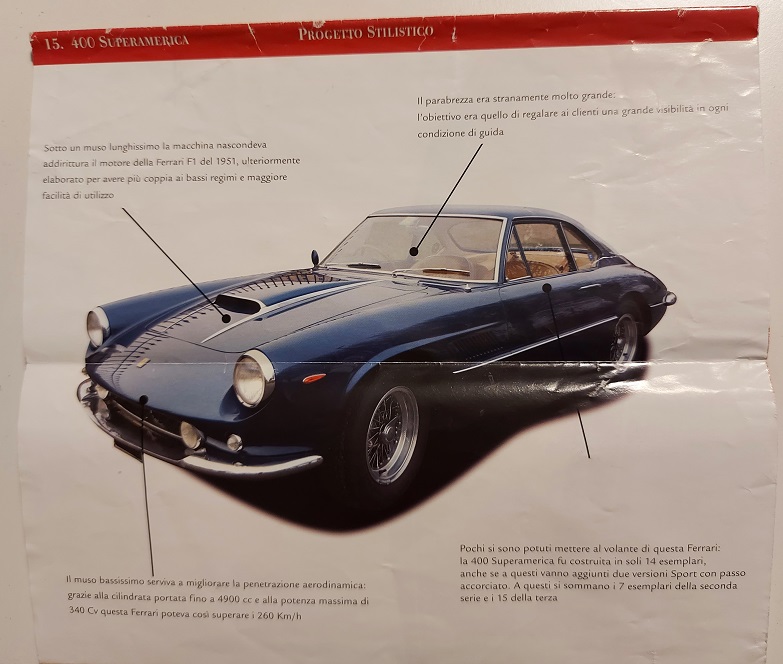 15. 400 SUPERAMERICA
PROGETTO STILISTICO
Il parabrezza era stranamente molto grande:
l'obiettivo era quello di regalare ai clienti una grande visibilità in ogni
condizione di guida
Sotto un muso lunghissimo la macchina nascondeva
addirittura il motore della Ferrari F1 del 1951, ulteriormente
elaborato per avere più coppia ai bassi regimi e maggiore
facilità di utilizzo
Il muso bassissimo serviva a migliorare la penetrazione aerodinamica:
grazie alla cilindrata portata fino a 4900 cc e alla potenza massima di
340 Cv questa Ferrari poteva così superare i 260 Km/h
Pochi si sono potuti mettere al volante di questa Ferrari:
la 400 Superamerica fu costruita in soli 14 esemplari,
anche se a questi vanno aggiunti due versioni Sport con passo
accorciato. A questi si sommano i 7 esemplari della seconda
serie e i 15 della terza